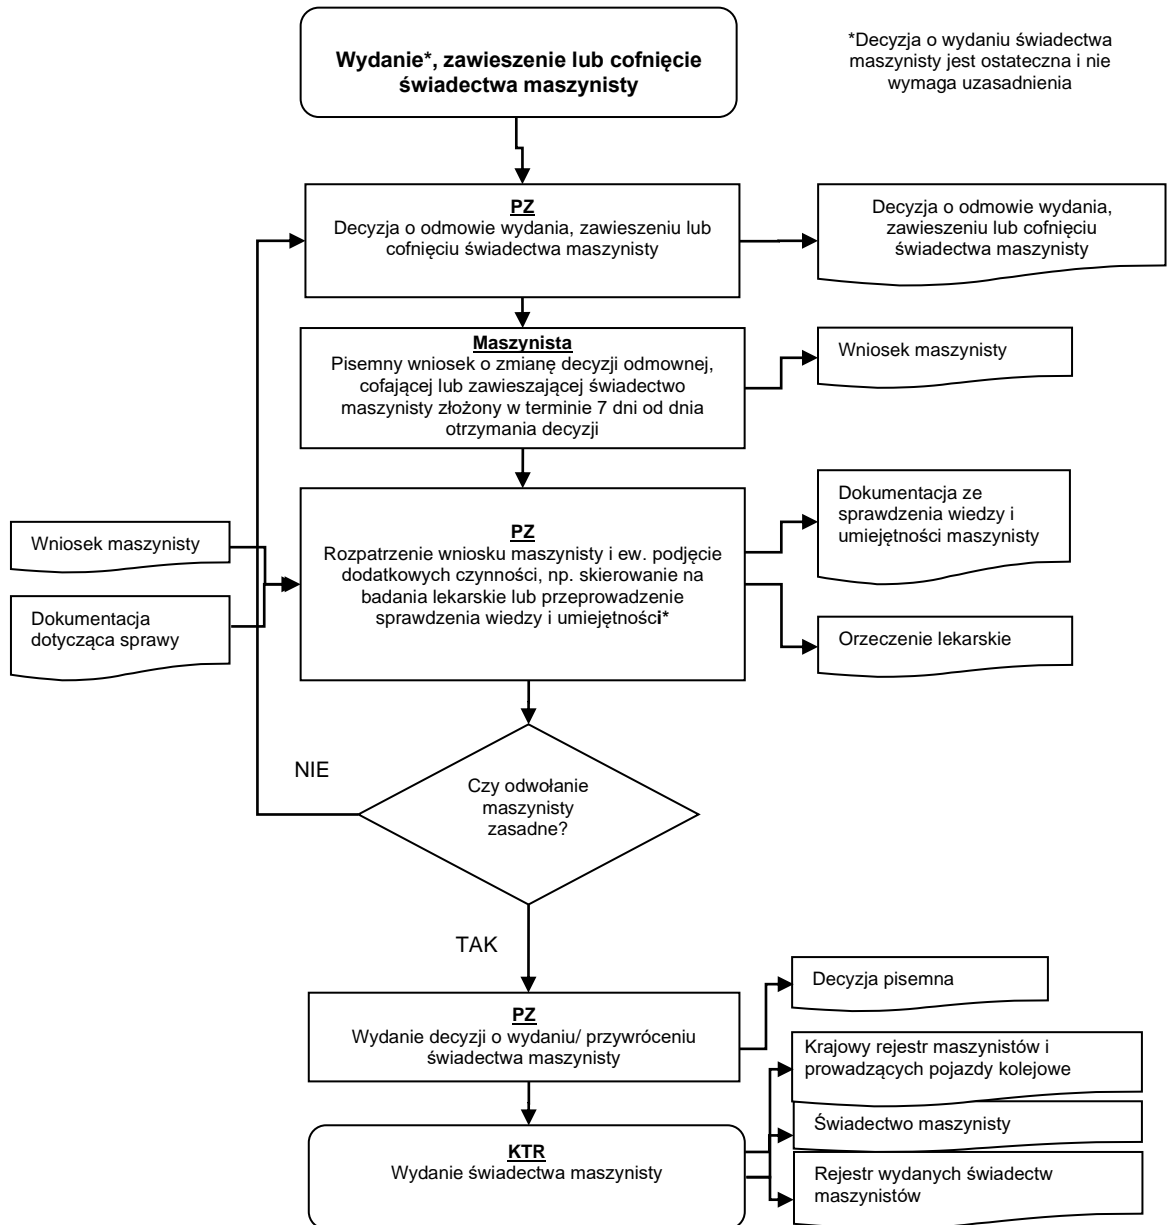 Wydanie*, zawieszenie lub cofnięcie
świadectwa maszynisty
*Decyzja o wydaniu świadectwa
maszynisty jest ostateczna i nie
wymaga uzasadnienia
PZ
Decyzja o odmowie wydania, zawieszeniu lub
cofnięciu świadectwa maszynisty
Decyzja o odmowie wydania,
zawieszeniu lub cofnięciu
świadectwa maszynisty
Maszynista
Pisemny wniosek o zmianę decyzji odmownej,
cofającej lub zawieszającej świadectwo
maszynisty złożony w terminie 7 dni od dnia
otrzymania decyzji
Wniosek maszynisty
Wniosek maszynisty
Dokumentacja
dotycząca sprawy
PZ
Rozpatrzenie wniosku maszynisty i ew. podjęcie
dodatkowych czynności, np. skierowanie na
badania lekarskie lub przeprowadzenie
sprawdzenia wiedzy i umiejętności*
Dokumentacja ze
sprawdzenia wiedzy i
umiejętności maszynisty
Orzeczenie lekarskie
NIE
Czy odwołanie
maszynisty
zasadne?
TAK
PZ
Wydanie decyzji o wydaniu/ przywróceniu
świadectwa maszynisty
Decyzja pisemna
Krajowy rejestr maszynistów i
prowadzących pojazdy kolejowe
KTR
Wydanie świadectwa maszynisty
Świadectwo maszynisty
Rejestr wydanych świadectw
maszynistów